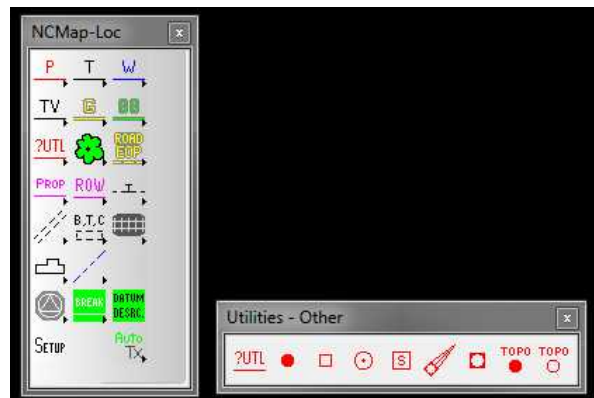 NCMap-Loc
P T W
TV G
?UTL ROAD EOP
PROP ROW T
B,T,C
BREAK DATUM DESRC.
SETUP Auto Tx
Utilities - Other
?UTL S TOPO TOPO